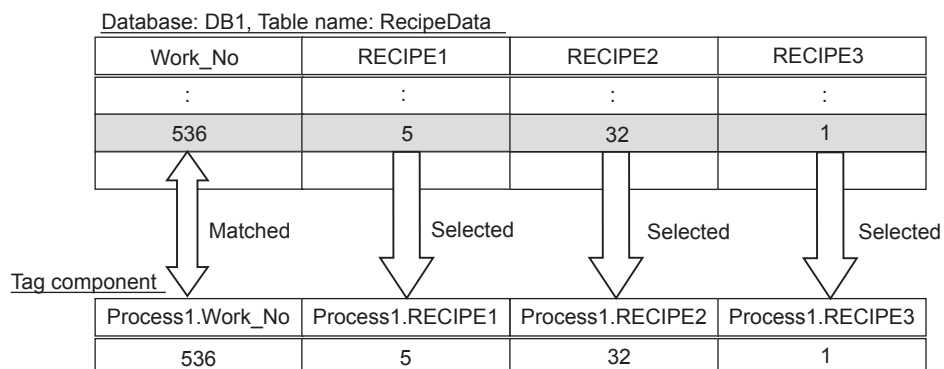 Database: DB1, Table name: RecipeData
Work_No RECIPE1 RECIPE2 RECIPE3
: : : :
536 5 32 1
Matched Selected Selected Selected
Tag component
Process1.Work_No Process1.RECIPE1 Process1.RECIPE2 Process1.RECIPE3
536 5 32 1